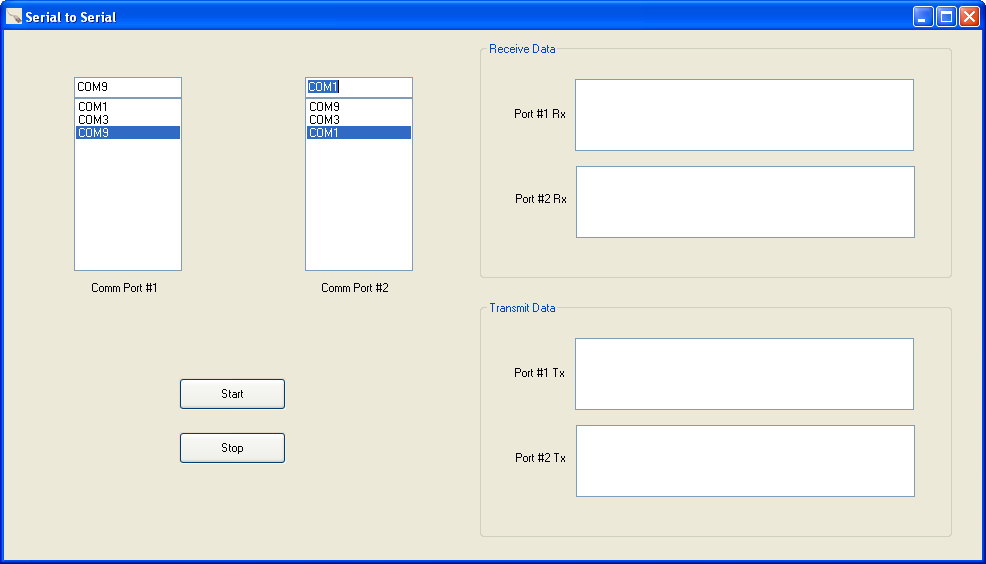 Serial to Serial
COM9
COM1
COM3
COM9
Comm Port #1
COM1
COM9
COM3
COM1
Comm Port #2
Start
Stop
Receive Data
Port #1 Rx
Port #2 Rx
Transmit Data
Port #1 Tx
Port #2 Tx